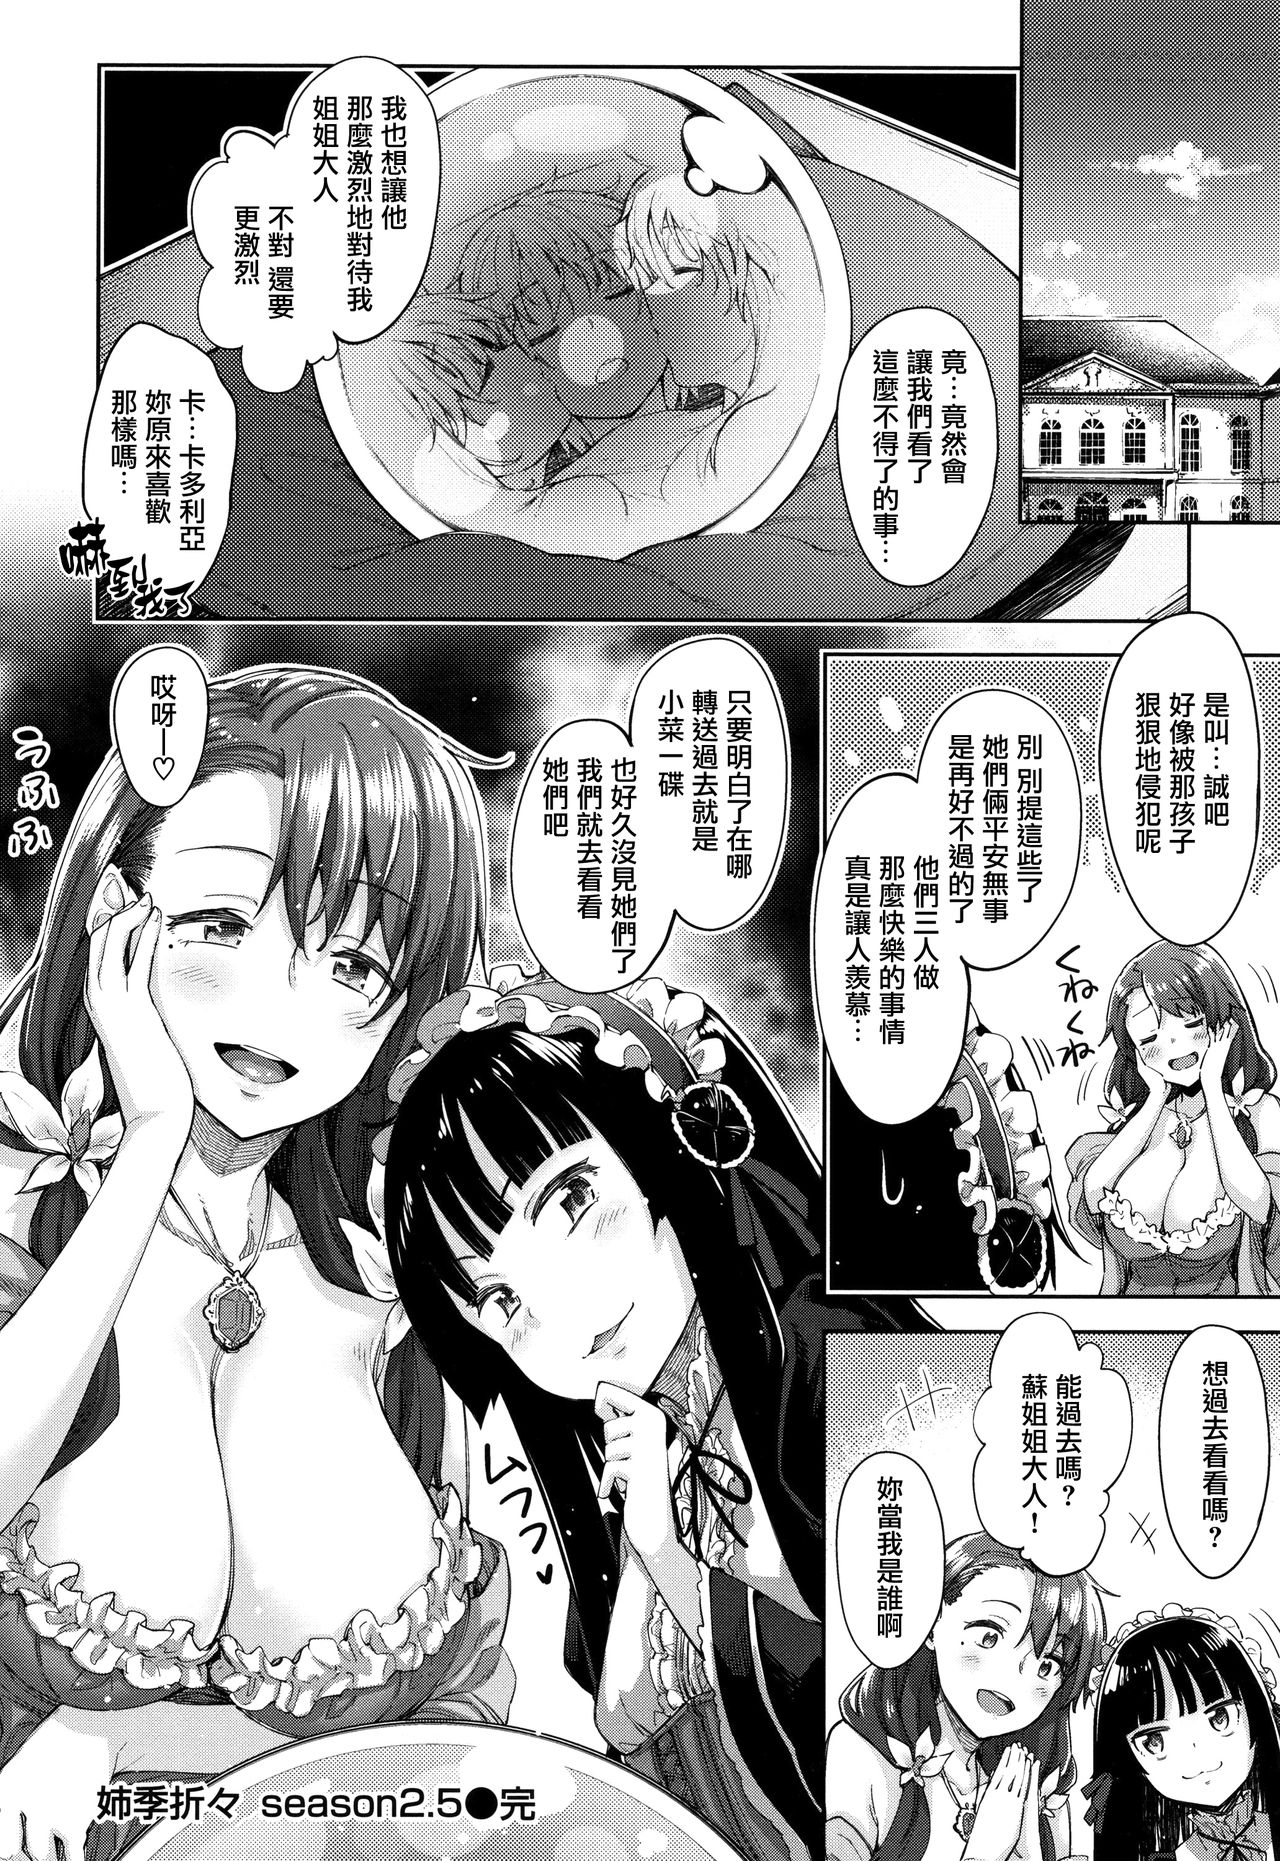 竟…竟然會
讓我們看了
這麼不得了的事…
我也想讓他
那麼激烈地對待我
姐姐大人
不對 還要
更激烈
卡…卡多利亞
妳原來喜歡
那樣嗎…
嚇到我了
是叫…誠吧
好像被那孩子
狠狠地侵犯呢
くねくね
別 別提這些了
她們倆平安無事
是再好不過的了
他們三人做
那麼快樂的事情
真是讓人羨慕…
想過去看看嗎?
能過去嗎?
蘇姐姐大人!
妳當我是誰啊
只要明白了在哪
轉送過去就是
小菜一碟
也好久沒見她們了
我們就去看看
她們吧
哎呀ー♡
うふふふ
ムフフ♥
姉季折々 season2.5●完